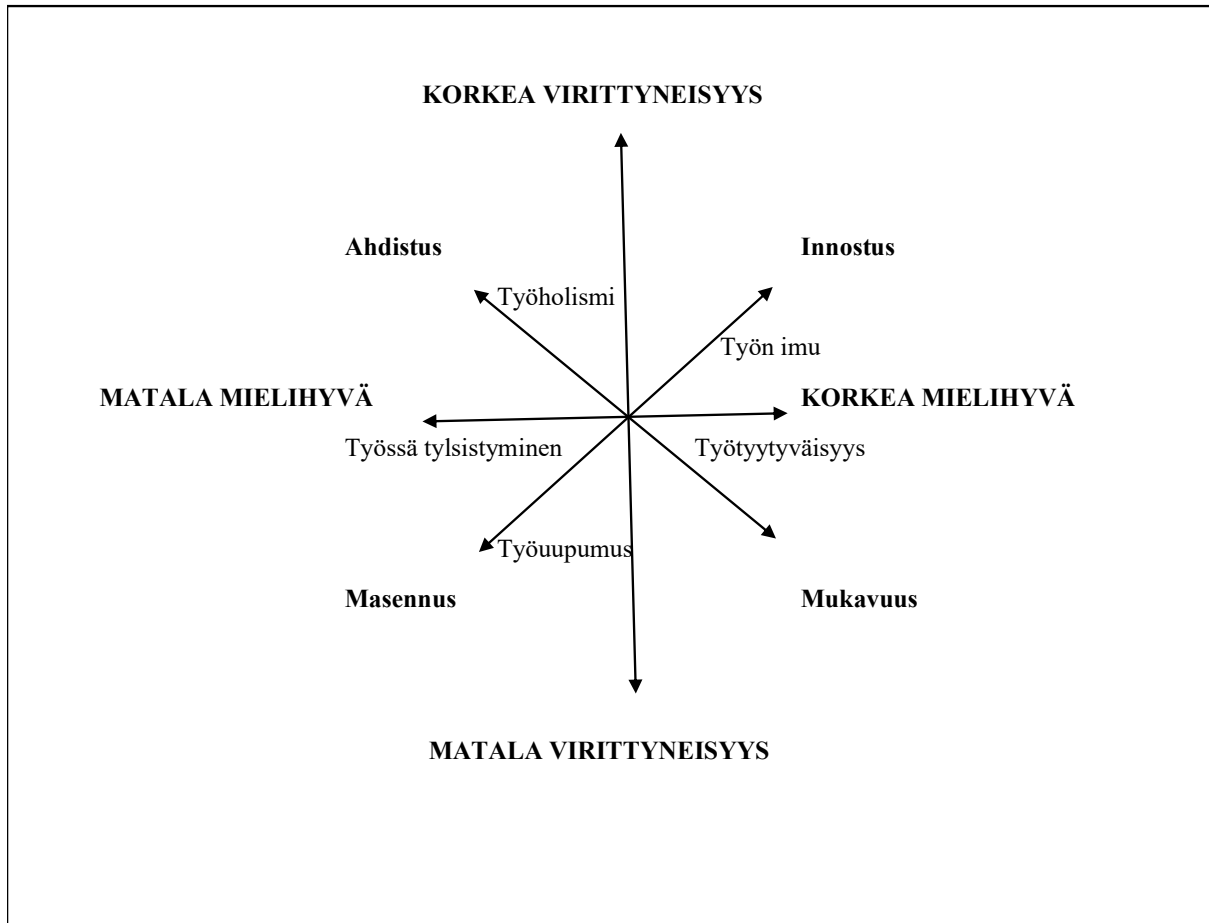 KORKEA VIRITTYNEISYYS
Ahdistus
Innostus
Työholismi
Työn imu
MATALA MIELIHYVÄ
KORKEA MIELIHYVÄ
Työssä tylsistyminen
Työtyytyväisyys
Työuupumus
Masennus
Mukavuus
MATALA VIRITTYNEISYYS